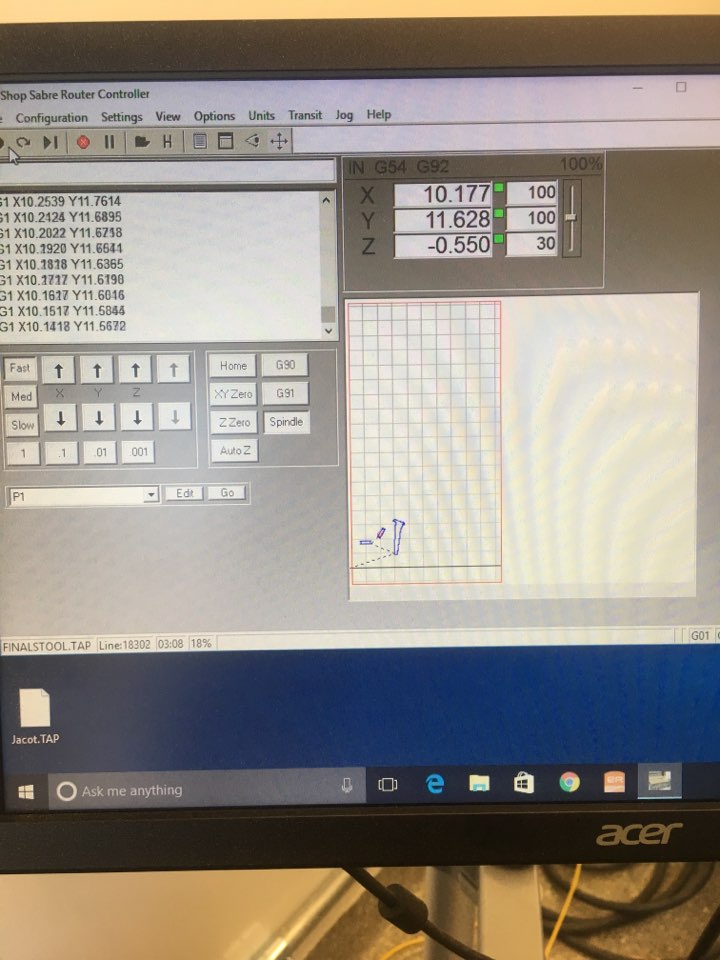 Shop Sabre Router Controller
Configuration Settings View Options Units Transit Jog Help
H
IN G54 G92 100%
X 10.177 100
Y 11.628 100
Z -0.550 30
G1 X10.2539 Y11.7614
G1 X10.2124 Y11.6895
G1 X10.2022 Y11.6718
G1 X10.1920 Y11.6541
G1 X10.1818 Y11.6365
G1 X10.1717 Y11.6190
G1 X10.1617 Y11.6016
G1 X10.1517 Y11.5844
G1 X10.1418 Y11.5672
Fast
Med X Y Z
Slow
1 .1 .01 .001
Home G90
XY Zero G91
Z Zero Spindle
Auto Z
P1 Edit Go
FINALSTOOL.TAP Line:18302 03:08 18% G01
Jacot.TAP
Ask me anything
acer